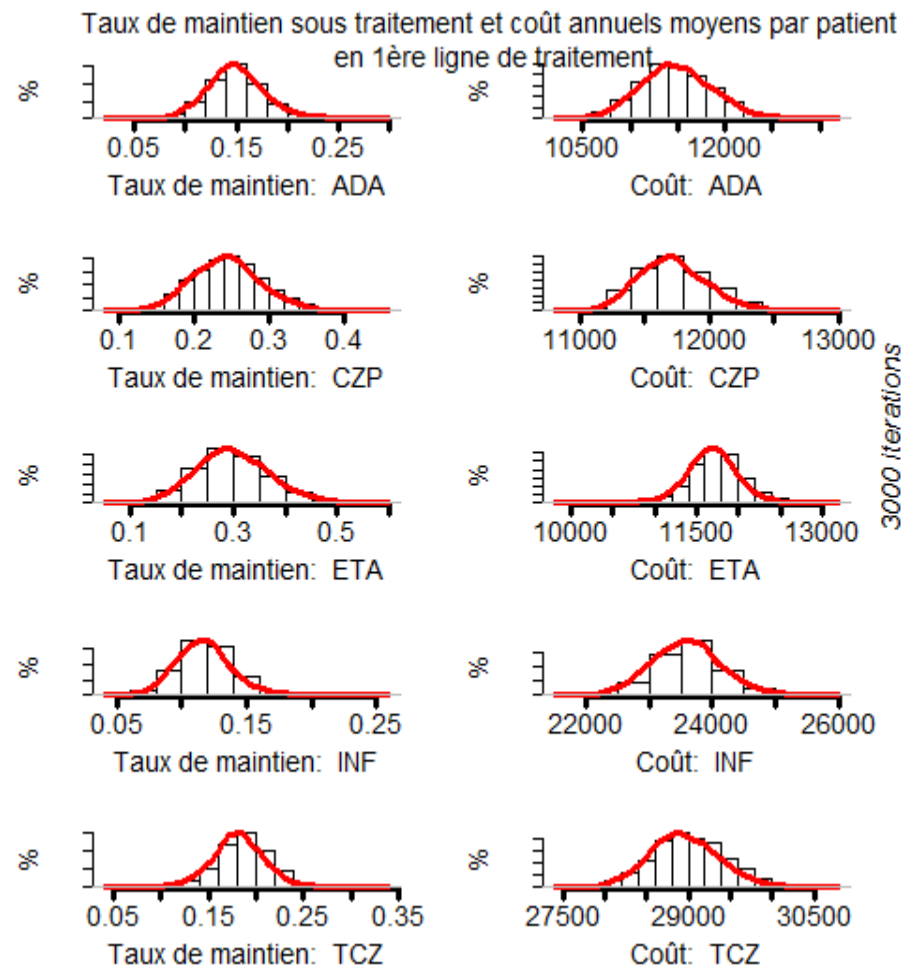 Taux de maintien sous traitement et coût annuels moyens par patient
en 1ère ligne de traitement
% %
0.05 0.15 0.25 10500 12000
Taux de maintien: ADA Coût: ADA
% %
0.1 0.2 0.3 0.4 11000 12000 13000
Taux de maintien: CZP Coût: CZP
3000 iterations
% %
0.1 0.3 0.5 10000 11500 13000
Taux de maintien: ETA Coût: ETA
% %
0.05 0.15 0.25 22000 24000 26000
Taux de maintien: INF Coût: INF
% %
0.05 0.15 0.25 0.35 27500 29000 30500
Taux de maintien: TCZ Coût: TCZ